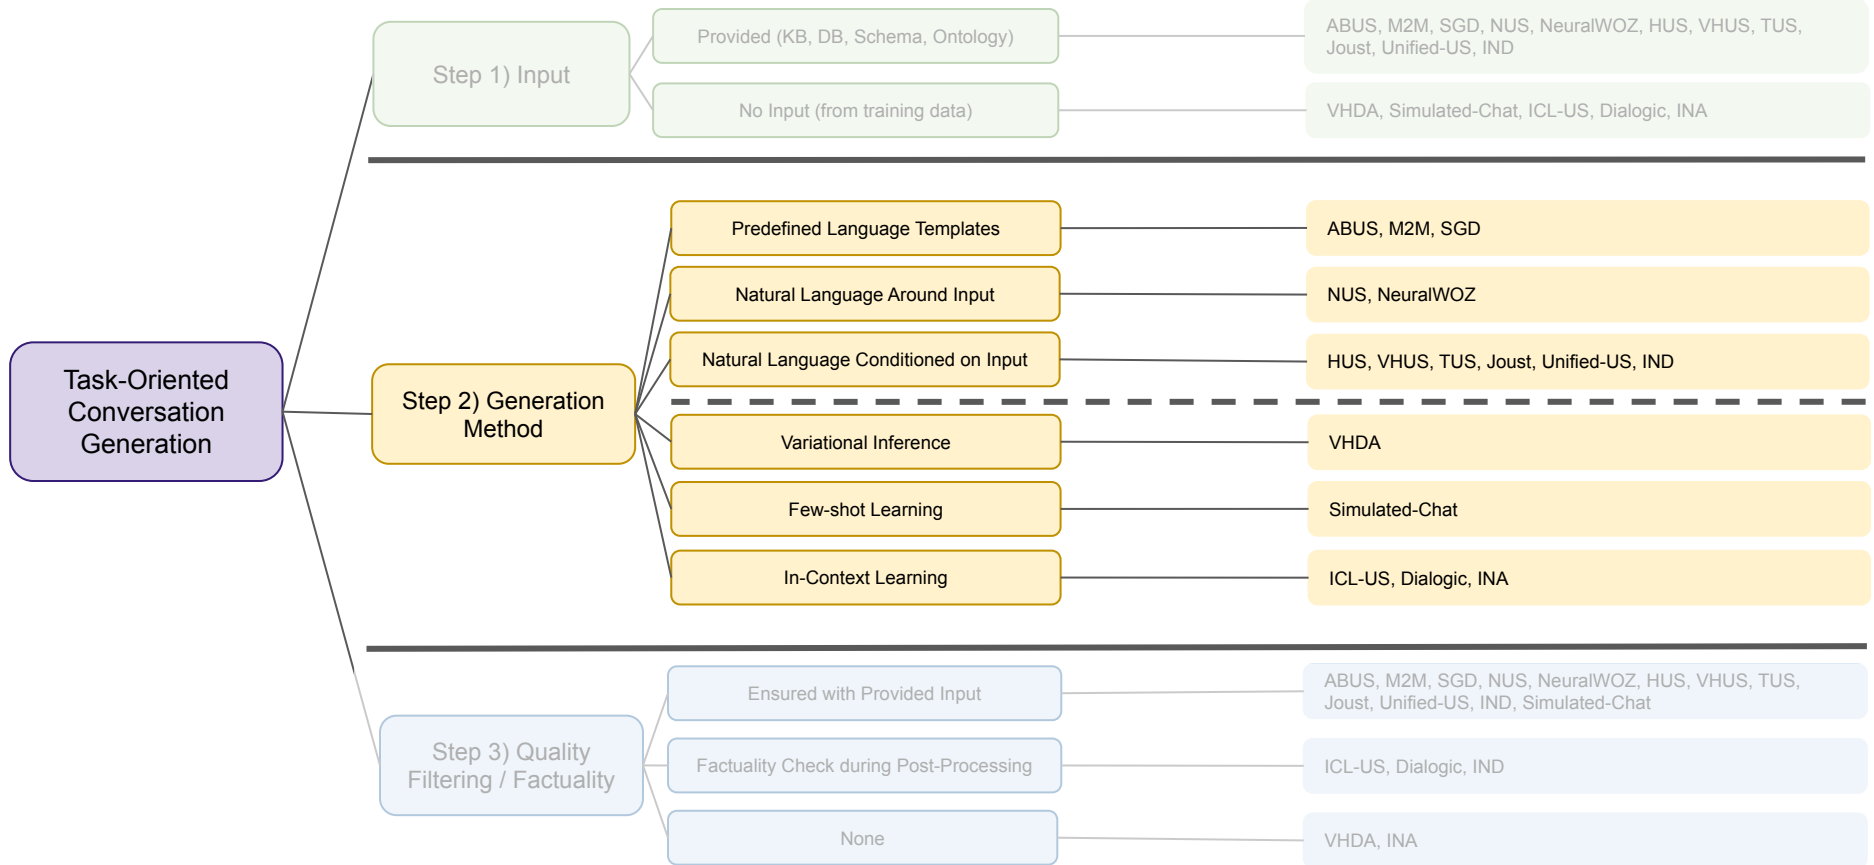 Step 1) Input
Provided (KB, DB, Schema, Ontology)
ABUS, M2M, SGD, NUS, NeuralWOZ, HUS, VHUS, TUS,
Joust, Unified-US, IND
No Input (from training data)
VHDA, Simulated-Chat, ICL-US, Dialogic, INA
Task-Oriented
Conversation
Generation
Step 2) Generation
Method
Predefined Language Templates
ABUS, M2M, SGD
Natural Language Around Input
NUS, NeuralWOZ
Natural Language Conditioned on Input
HUS, VHUS, TUS, Joust, Unified-US, IND
Variational Inference
VHDA
Few-shot Learning
Simulated-Chat
In-Context Learning
ICL-US, Dialogic, INA
Step 3) Quality
Filtering / Factuality
Ensured with Provided Input
ABUS, M2M, SGD, NUS, NeuralWOZ, HUS, VHUS, TUS,
Joust, Unified-US, IND, Simulated-Chat
Factuality Check during Post-Processing
ICL-US, Dialogic, IND
None
VHDA, INA